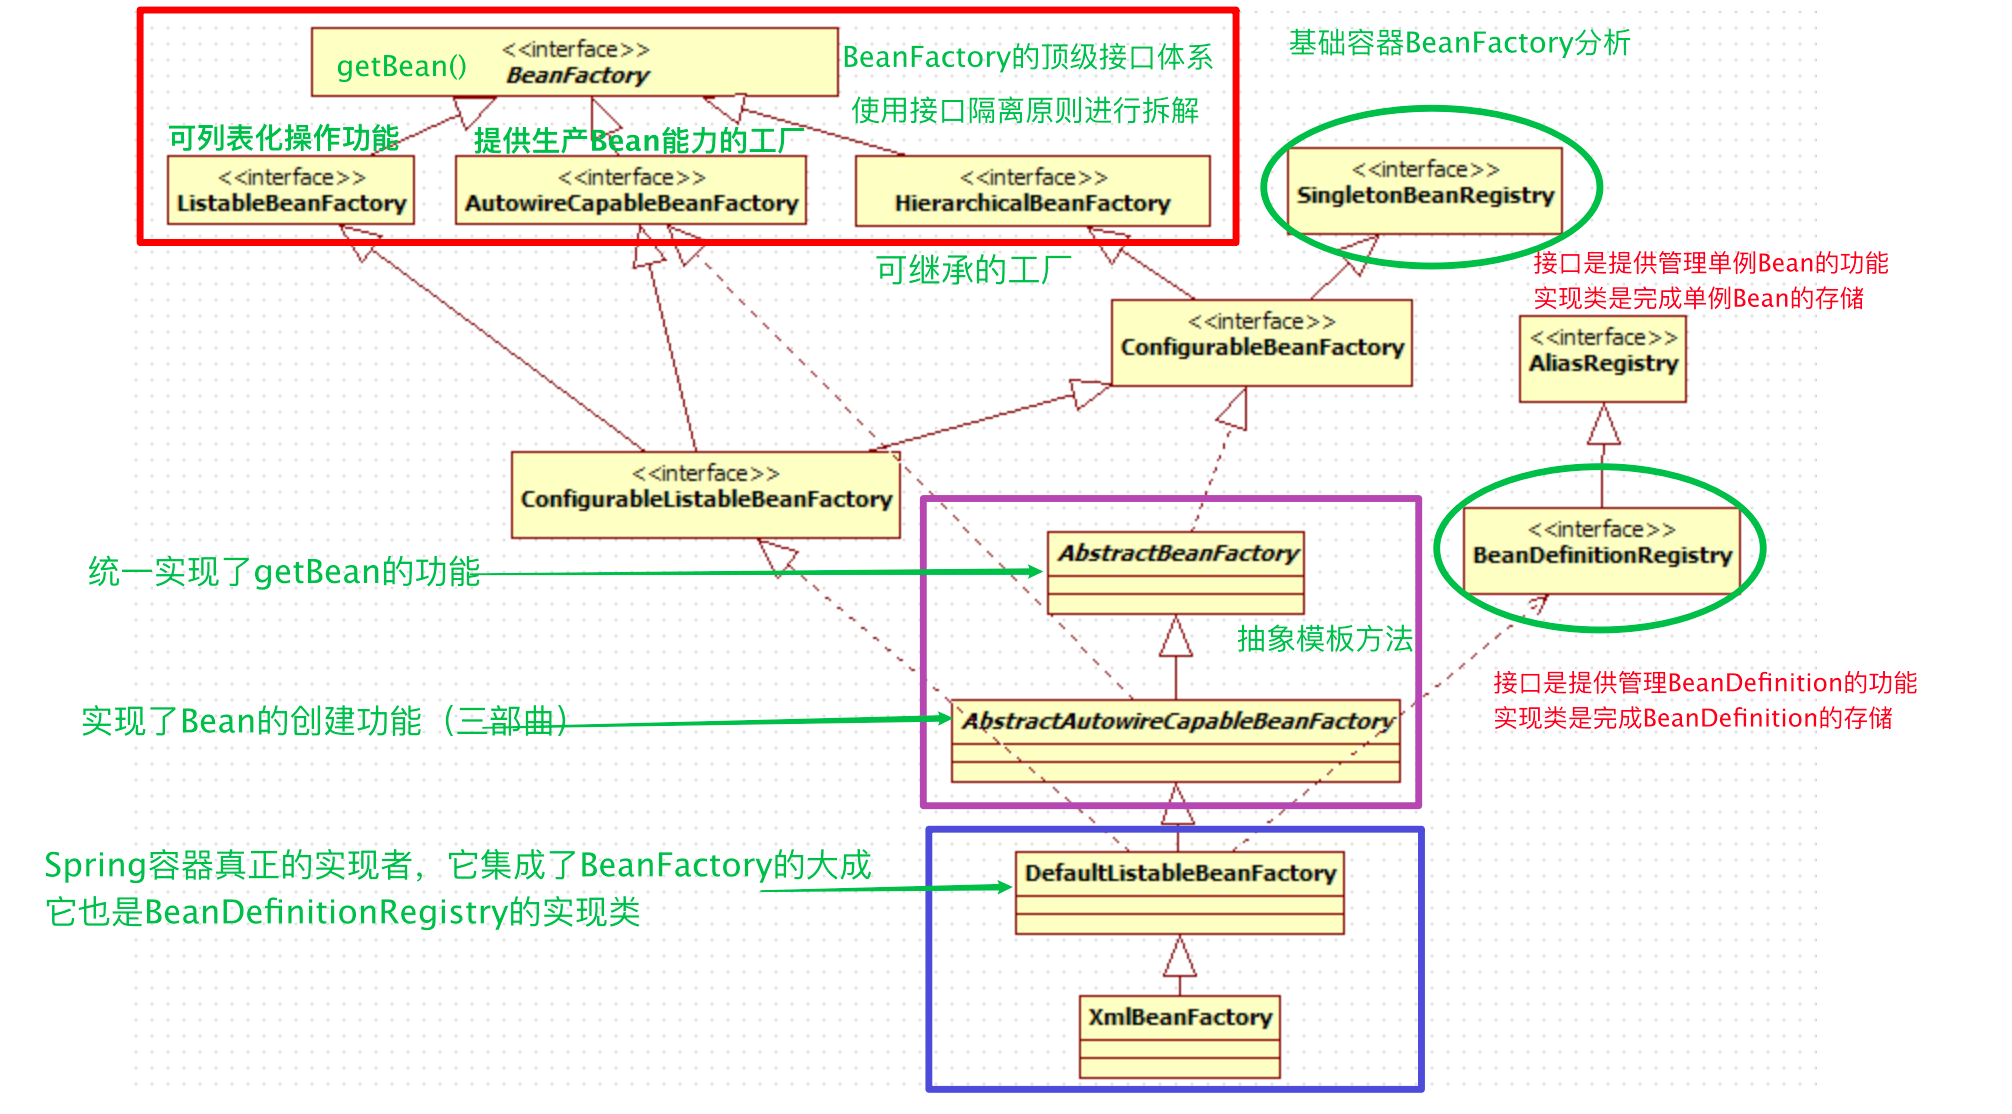 <<interface>>
getBean()
BeanFactory
BeanFactory的顶级接口体系
使用接口隔离原则进行拆解
基础容器BeanFactory分析
可列表化操作功能
提供生产Bean能力的工厂
<<interface>>
ListableBeanFactory
<<interface>>
AutowireCapableBeanFactory
<<interface>>
HierarchicalBeanFactory
<<interface>>
SingletonBeanRegistry
可继承的工厂
接口是提供管理单例Bean的功能
实现类是完成单例Bean的存储
<<interface>>
ConfigurableBeanFactory
<<interface>>
AliasRegistry
<<interface>>
ConfigurableListableBeanFactory
<<interface>>
BeanDefinitionRegistry
统一实现了getBean的功能
AbstractBeanFactory
抽象模板方法
接口是提供管理BeanDefinition的功能
实现类是完成BeanDefinition的存储
实现了Bean的创建功能（三部曲）
AbstractAutowireCapableBeanFactory
Spring容器真正的实现者，它集成了BeanFactory的大成
它也是BeanDefinitionRegistry的实现类
DefaultListableBeanFactory
XmlBeanFactory